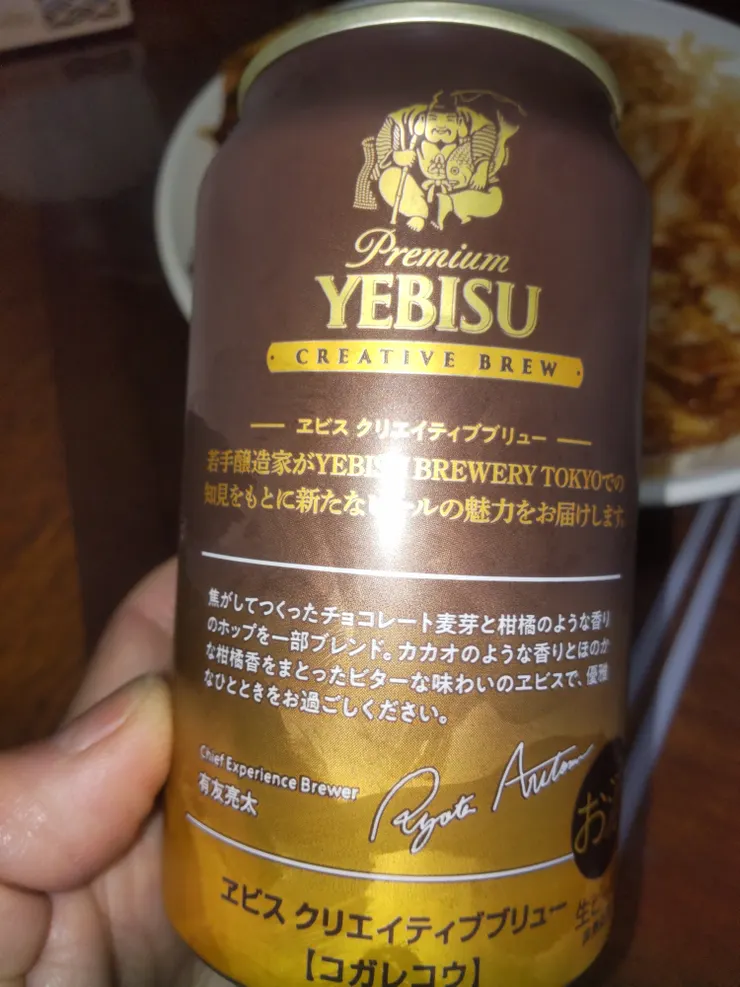 Premium
YEBISU
CREATIVE BREW
ヱビス クリエイティブブリュー
若手醸造家がYEBIS BREWERY TOKYOでの
知見をもとに新たな ールの魅力をお届けします。
焦がしてつくったチョコレート麦芽と柑橘のような香り
のホップを一部ブレンド。カカオのような香りとほのか
な柑橘香をまとったビターな味わいのヱビスで、優雅
なひとときをお過ごしください。
Chief Experience Brewer
有友亮太
Ryota Aritomo
お
ヱビス クリエイティブブリュー
【コガレコウ】
生ビ